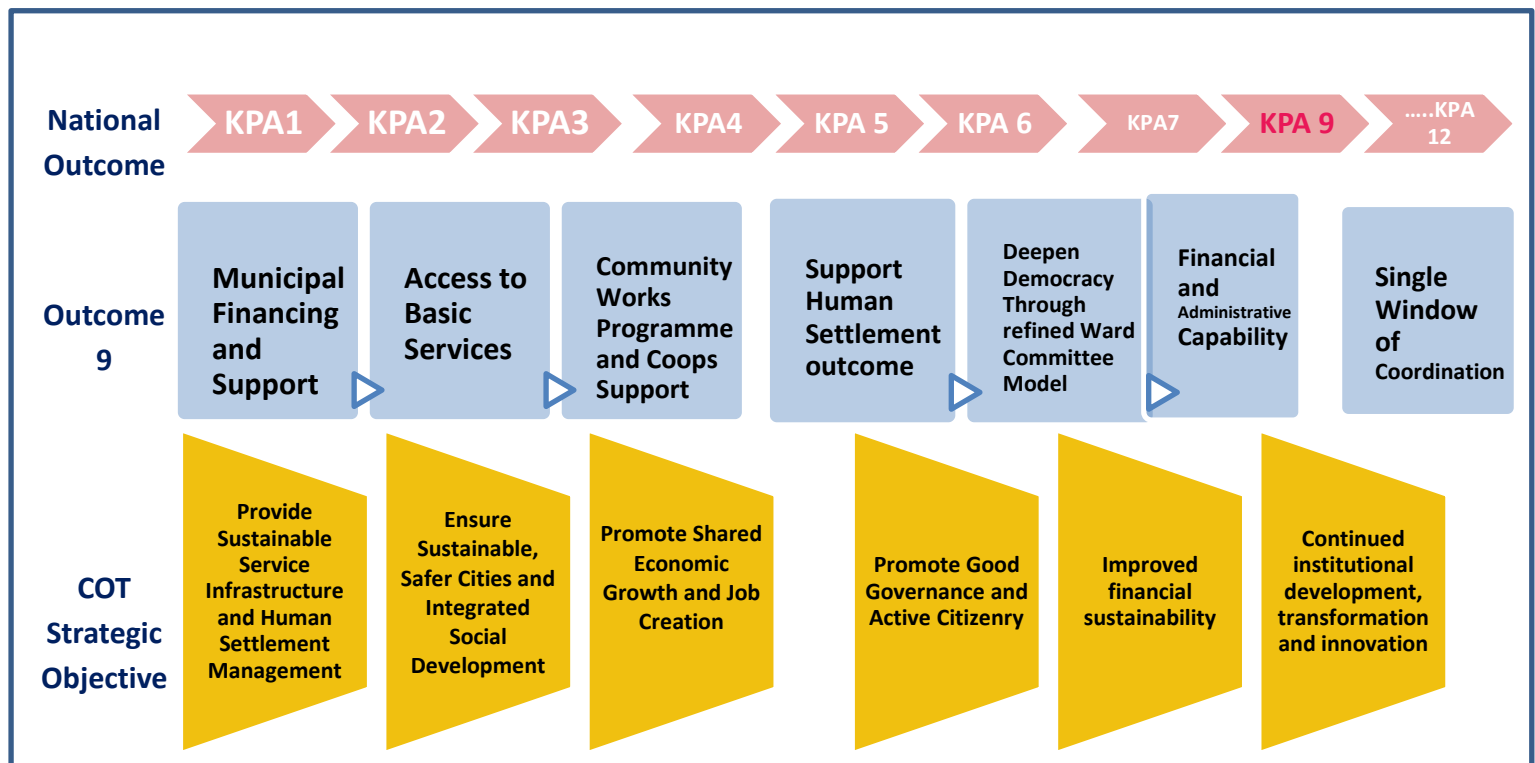 National
Outcome
KPA1
KPA2
KPA3
KPA4
KPA 5
KPA 6
KPA7
KPA 9
.....KPA
12
Outcome
9
Municipal
Financing
and
Support
Access to
Basic
Services
Community
Works
Programme
and Coops
Support
Support
Human
Settlement
outcome
Deepen
Democracy
Through
refined Ward
Committee
Model
Financial
and
Administrative
Capability
Single
Window
of
Coordination
COT
Strategic
Objective
Provide
Sustainable
Service
Infrastructure
and Human
Settlement
Management
Ensure
Sustainable,
Safer Cities and
Integrated
Social
Development
Promote Shared
Economic
Growth and Job
Creation
Promote Good
Governance and
Active Citizenry
Improved
financial
sustainability
Continued
institutional
development,
transformation
and innovation